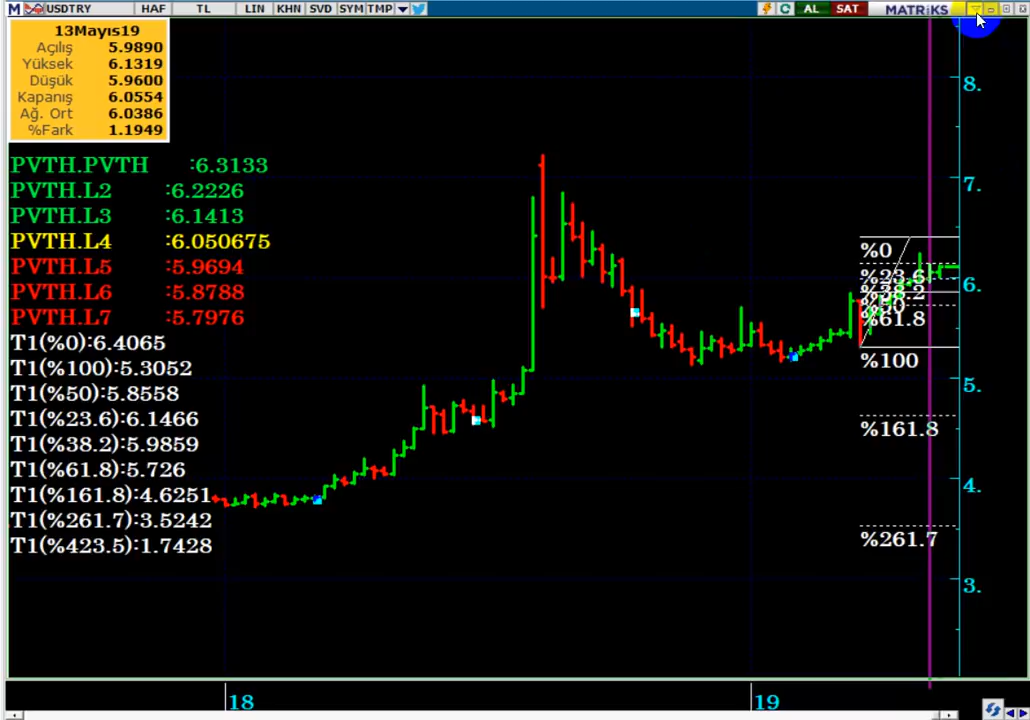 M USDTRY HAF TL LIN KHN SVD SYM TMP AL SAT MATRiKS
13Mayıs19
Açılış 5.9890
Yüksek 6.1319
Düşük 5.9600
Kapanış 6.0554
Ağ. Ort 6.0386
%Fark 1.1949
PVTH.PVTH :6.3133
PVTH.L2 :6.2226
PVTH.L3 :6.1413
PVTH.L4 :6.050675
PVTH.L5 :5.9694
PVTH.L6 :5.8788
PVTH.L7 :5.7976
T1(%0):6.4065
T1(%100):5.3052
T1(%50):5.8558
T1(%23.6):6.1466
T1(%38.2):5.9859
T1(%61.8):5.726
T1(%161.8):4.6251
T1(%261.7):3.5242
T1(%423.5):1.7428
%0
%23.6
%38.2
%61.8
%100
%161.8
%261.7
8.
7.
6.
5.
4.
3.
18 19